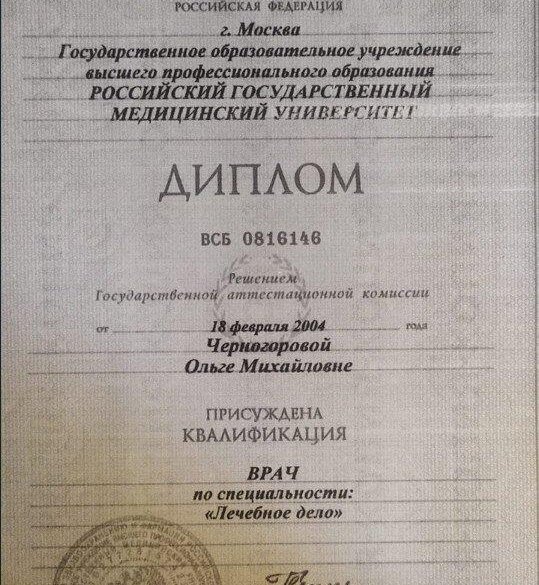 РОССИЙСКАЯ ФЕДЕРАЦИЯ
г. Москва
Государственное образовательное учреждение
высшего профессионального образования
РОССИЙСКИЙ ГОСУДАРСТВЕННЫЙ
МЕДИЦИНСКИЙ УНИВЕРСИТЕТ
ДИПЛОМ
ВСБ 0816146
Решением
Государственной аттестационной комиссии
от 18 февраля 2004 года
Черногоровой
Ольге Михайловне
ПРИСУЖДЕНА
КВАЛИФИКАЦИЯ
ВРАЧ
по специальности:
«Лечебное дело»